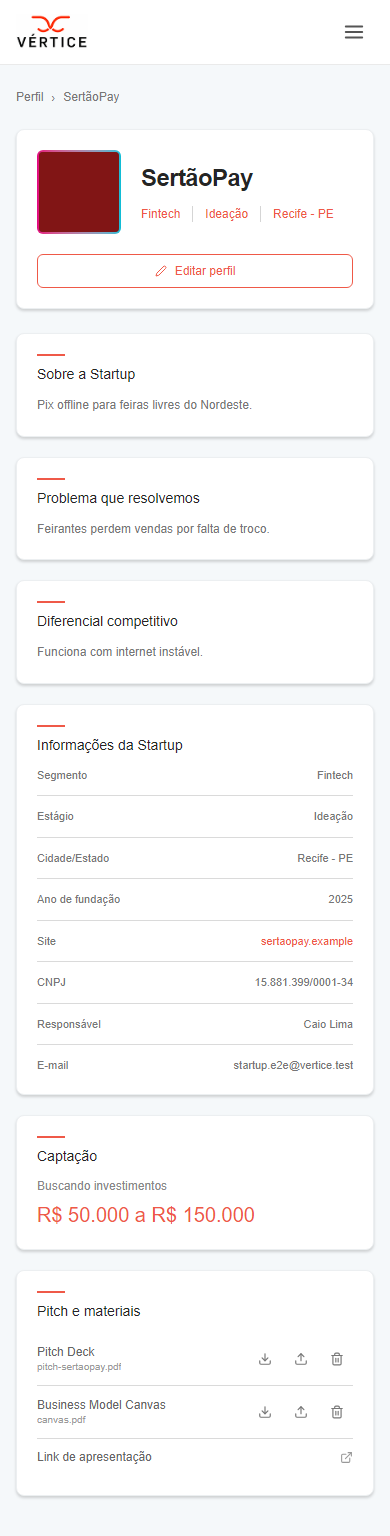 VÉRTICE
Perfil › SertãoPay
SertãoPay
Fintech Ideação Recife - PE
Editar perfil
Sobre a Startup
Pix offline para feiras livres do Nordeste.
Problema que resolvemos
Feirantes perdem vendas por falta de troco.
Diferencial competitivo
Funciona com internet instável.
Informações da Startup
Segmento Fintech
Estágio Ideação
Cidade/Estado Recife - PE
Ano de fundação 2025
Site sertaopay.example
CNPJ 15.881.399/0001-34
Responsável Caio Lima
E-mail startup.e2e@vertice.test
Captação
Buscando investimentos
R$ 50.000 a R$ 150.000
Pitch e materiais
Pitch Deck
pitch-sertaopay.pdf
Business Model Canvas
canvas.pdf
Link de apresentação